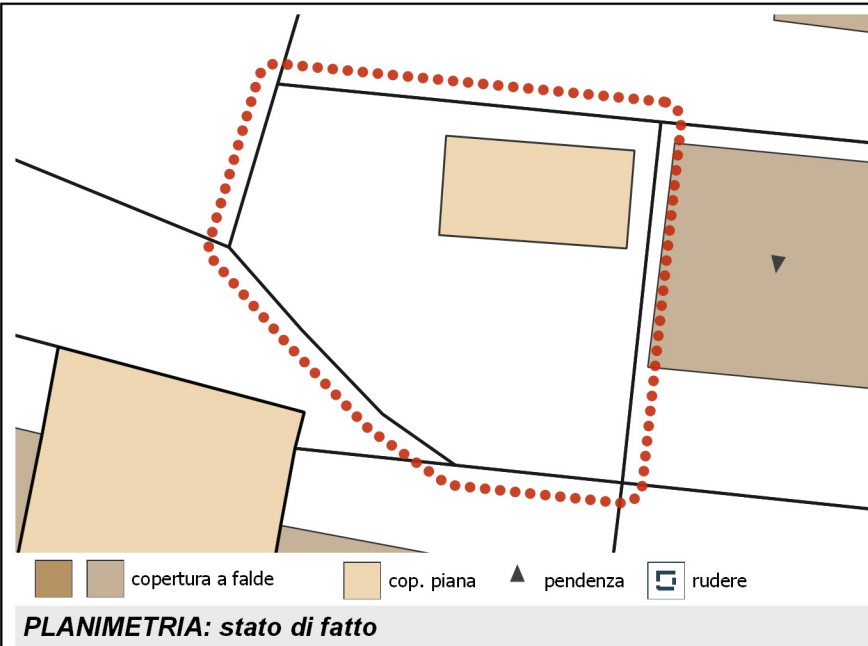 copertura a falde cop. piana pendenza rudere
PLANIMETRIA: stato di fatto